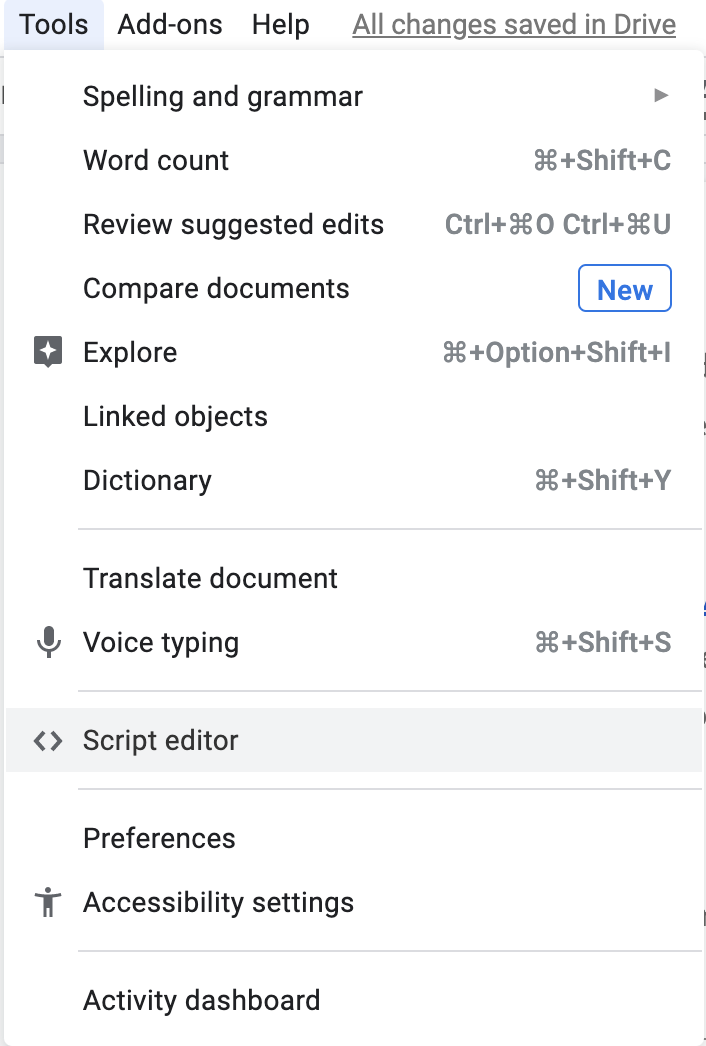 Tools Add-ons Help All changes saved in Drive
Spelling and grammar
Word count ⌘+Shift+C
Review suggested edits Ctrl+⌘O Ctrl+⌘U
Compare documents New
Explore ⌘+Option+Shift+I
Linked objects
Dictionary ⌘+Shift+Y
Translate document
Voice typing ⌘+Shift+S
Script editor
Preferences
Accessibility settings
Activity dashboard